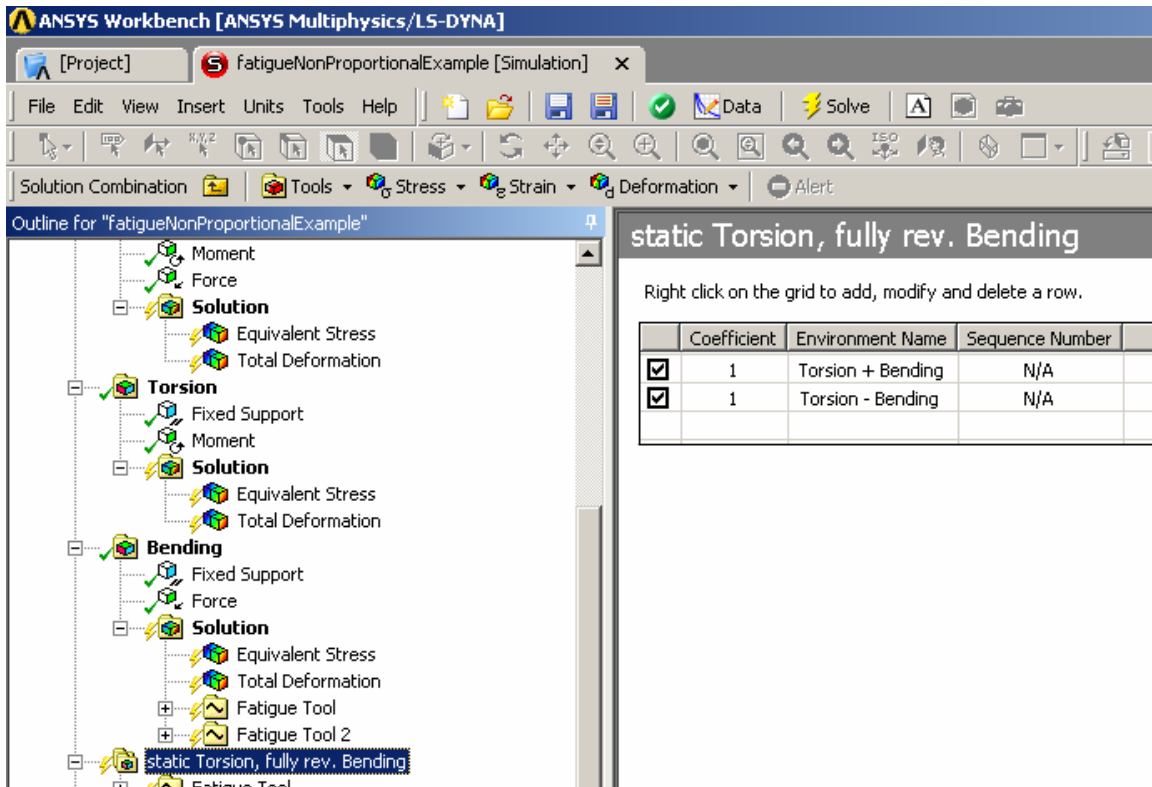 ANSYS Workbench [ANSYS Multiphysics/LS-DYNA]
[Project] fatigueNonProportionalExample [Simulation]
File Edit View Insert Units Tools Help Data Solve A
X,Y,Z ISO
Solution Combination Tools Stress Strain Deformation Alert
Outline for "fatigueNonProportionalExample"
Moment
Force
Solution
Equivalent Stress
Total Deformation
Torsion
Fixed Support
Moment
Solution
Equivalent Stress
Total Deformation
Bending
Fixed Support
Force
Solution
Equivalent Stress
Total Deformation
Fatigue Tool
Fatigue Tool 2
static Torsion, fully rev. Bending
Fatigue Tool
static Torsion, fully rev. Bending
Right click on the grid to add, modify and delete a row.
Coefficient Environment Name Sequence Number
1 Torsion + Bending N/A
1 Torsion - Bending N/A